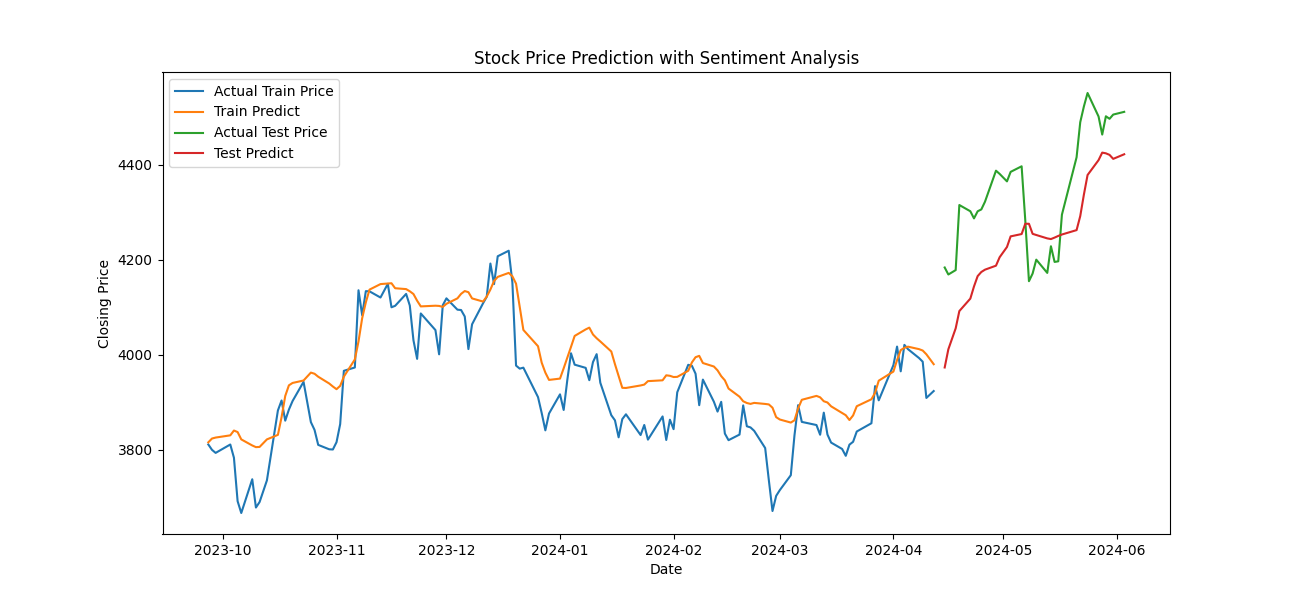 Stock Price Prediction with Sentiment Analysis
Actual Train Price
Train Predict
Actual Test Price
Test Predict
Closing Price
4400
4200
4000
3800
2023-10 2023-11 2023-12 2024-01 2024-02 2024-03 2024-04 2024-05 2024-06
Date